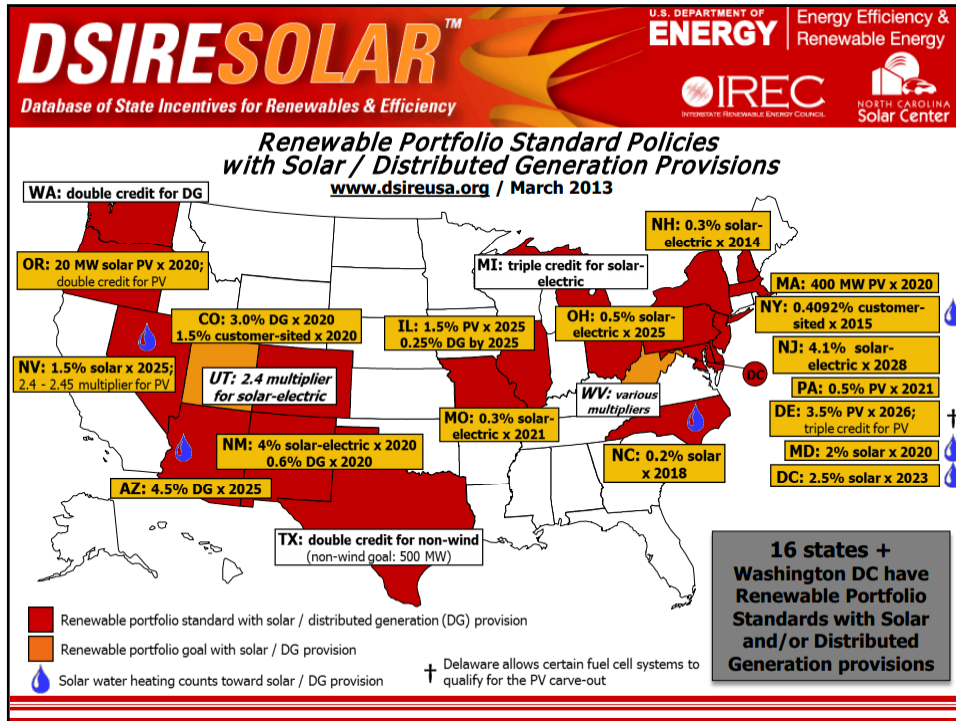 DSIRESOLAR™
Database of State Incentives for Renewables & Efficiency
U.S. DEPARTMENT OF
ENERGY
Energy Efficiency &
Renewable Energy
IREC
INTERSTATE RENEWABLE ENERGY COUNCIL
NORTH CAROLINA
Solar Center
Renewable Portfolio Standard Policies
with Solar / Distributed Generation Provisions
www.dsireusa.org / March 2013
WA: double credit for DG
NH: 0.3% solar-
electric x 2014
OR: 20 MW solar PV x 2020;
double credit for PV
MI: triple credit for solar-
electric
MA: 400 MW PV x 2020
NY: 0.4092% customer-
sited x 2015
CO: 3.0% DG x 2020
1.5% customer-sited x 2020
IL: 1.5% PV x 2025
0.25% DG by 2025
OH: 0.5% solar-
electric x 2025
NJ: 4.1% solar-
electric x 2028
NV: 1.5% solar x 2025;
2.4 - 2.45 multiplier for PV
UT: 2.4 multiplier
for solar-electric
DC
WV: various
multipliers
PA: 0.5% PV x 2021
DE: 3.5% PV x 2026;
triple credit for PV
†
MO: 0.3% solar-
electric x 2021
NM: 4% solar-electric x 2020
0.6% DG x 2020
NC: 0.2% solar
x 2018
MD: 2% solar x 2020
DC: 2.5% solar x 2023
AZ: 4.5% DG x 2025
TX: double credit for non-wind
(non-wind goal: 500 MW)
16 states +
Washington DC have
Renewable Portfolio
Standards with Solar
and/or Distributed
Generation provisions
Renewable portfolio standard with solar / distributed generation (DG) provision
Renewable portfolio goal with solar / DG provision
Solar water heating counts toward solar / DG provision
† Delaware allows certain fuel cell systems to
qualify for the PV carve-out